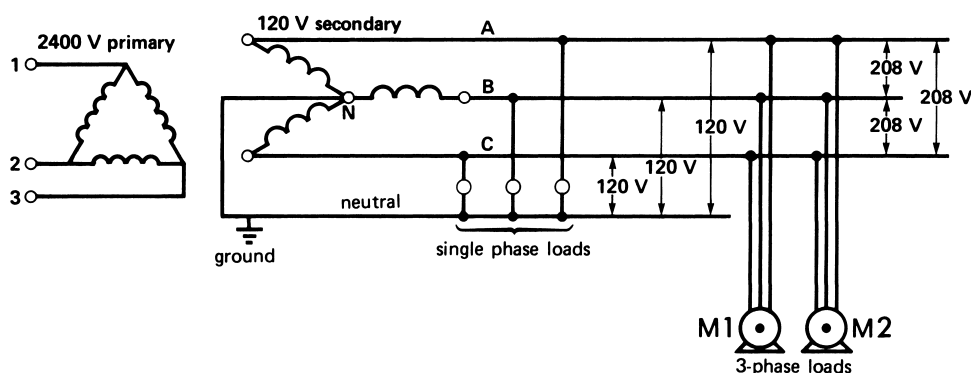 2400 V primary
1
2
3
120 V secondary
A
B
N
C
neutral
ground
single phase loads
120 V
120 V
120 V
208 V
208 V
208 V
M1
M2
3-phase loads